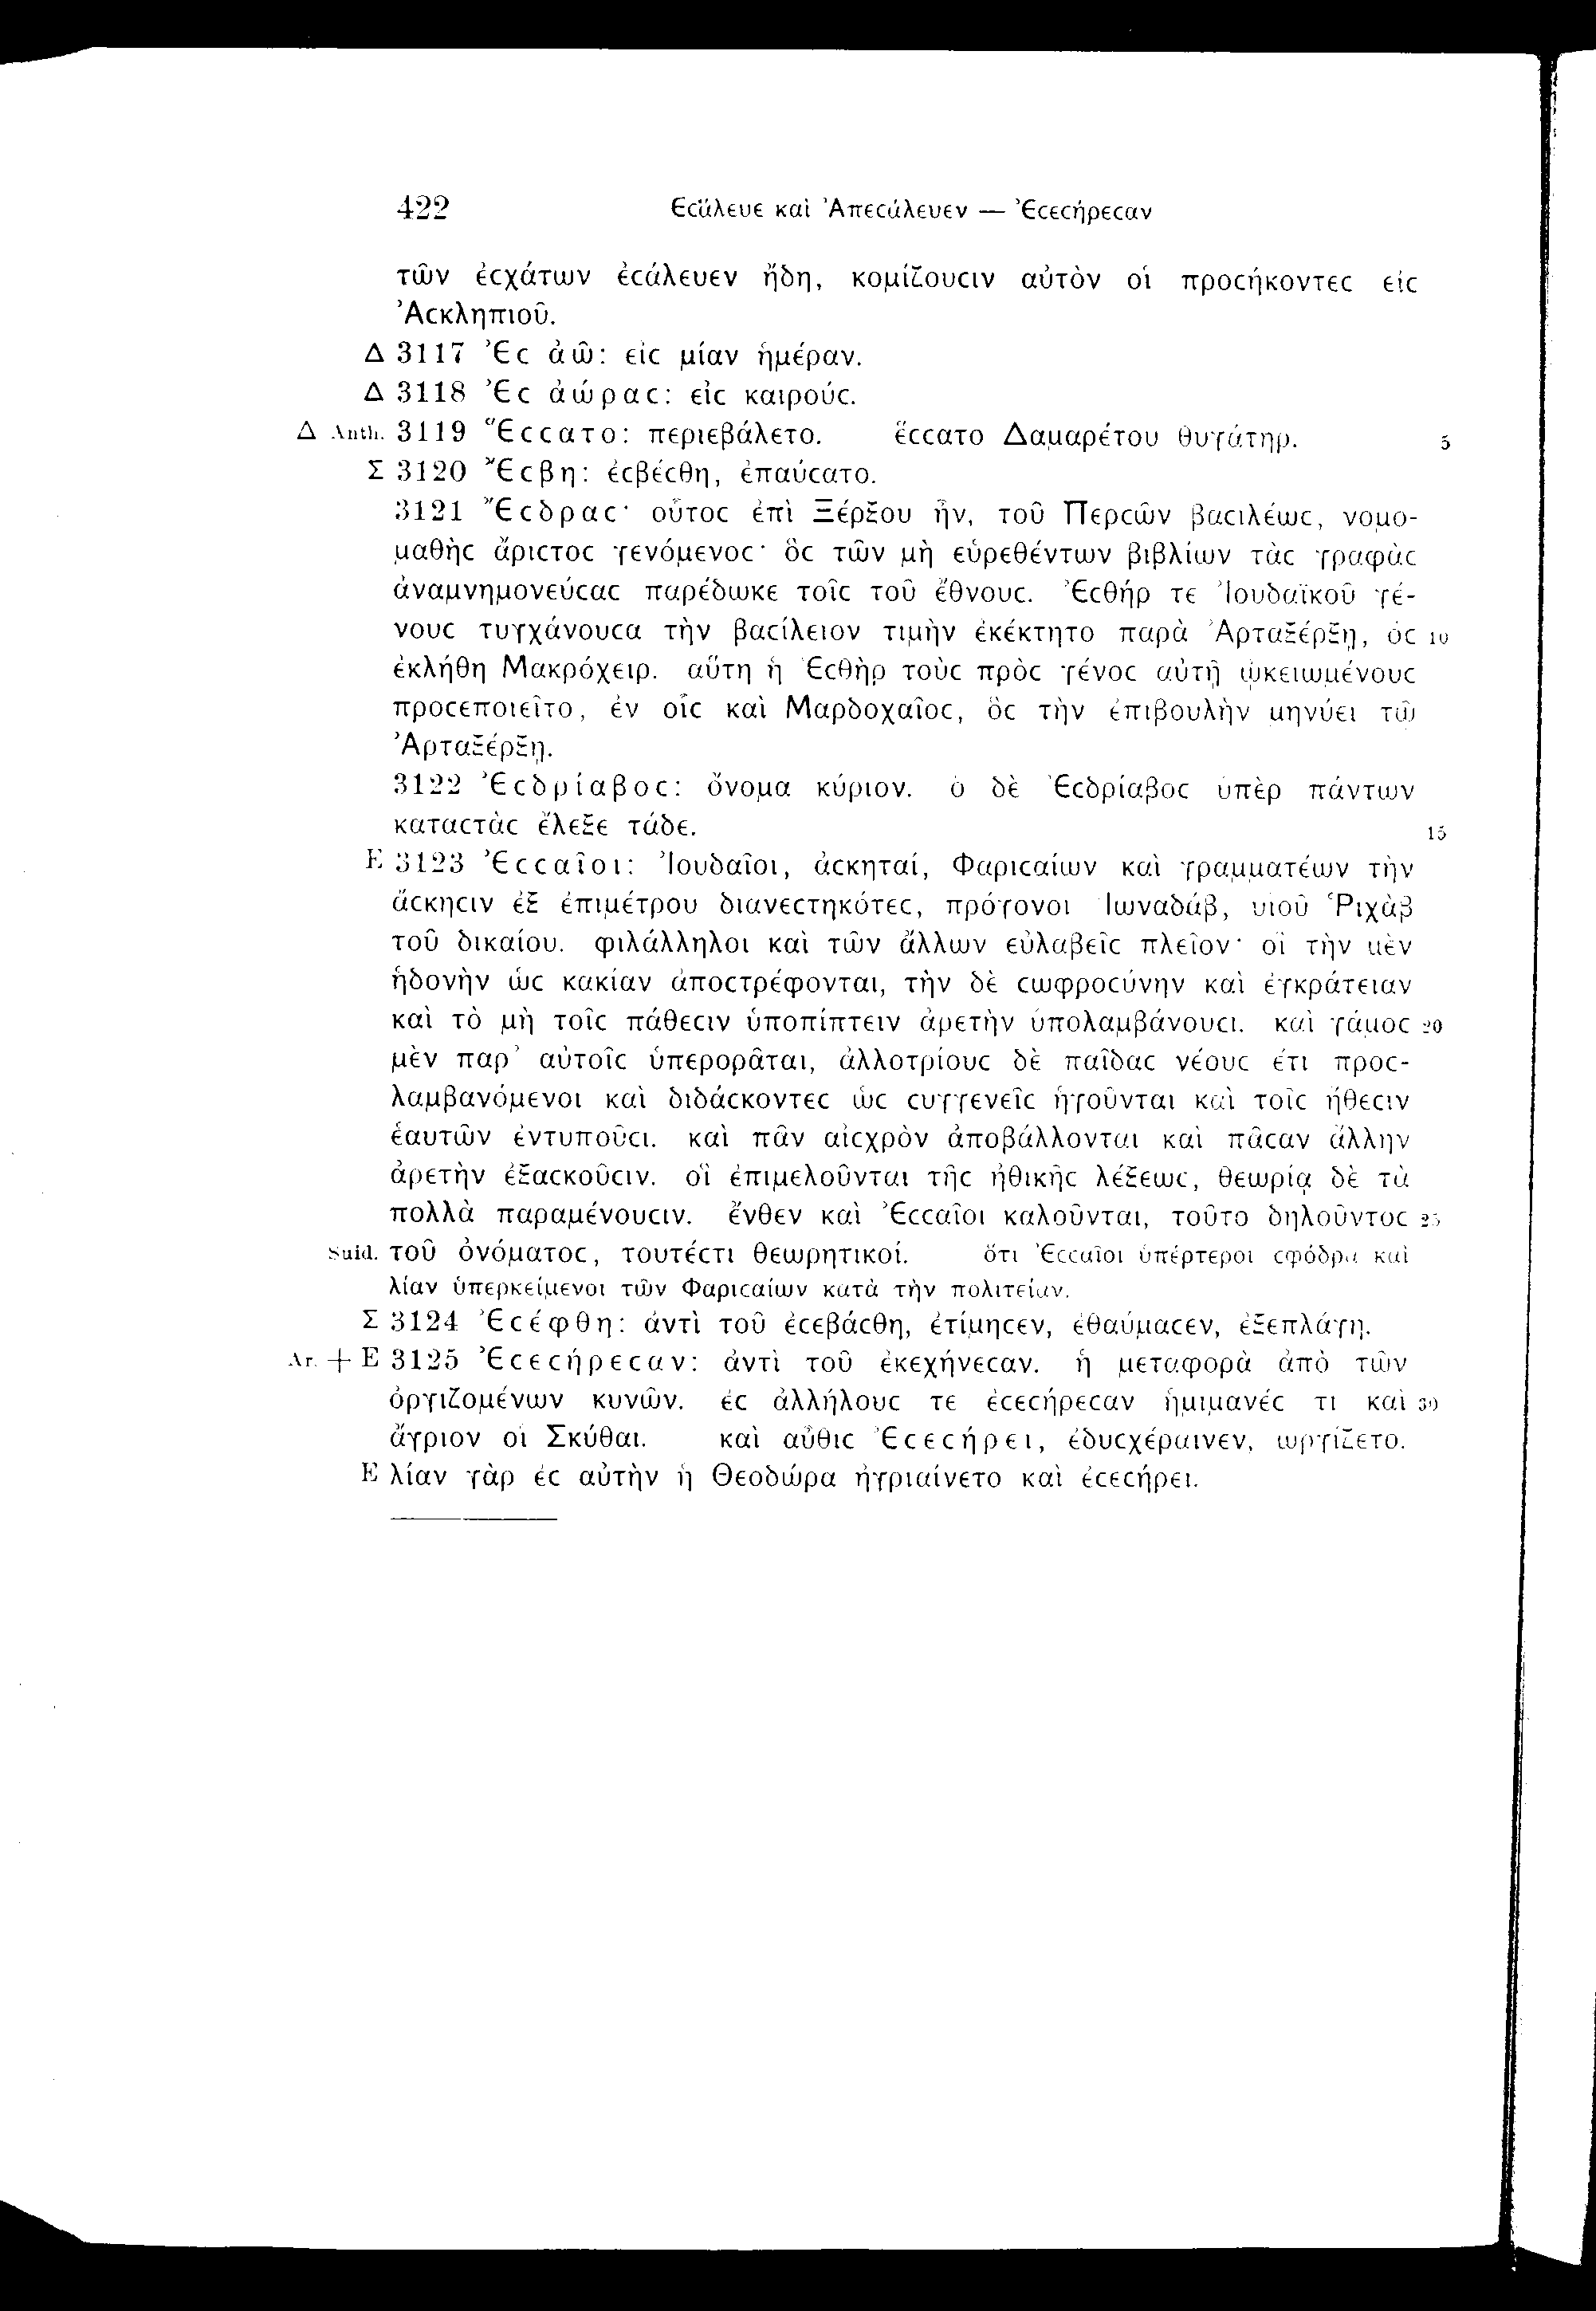 422 Ἐcάλευε καὶ Ἀπεcάλευεν — Ἐcεcήρεcαν
τῶν ἐcχάτων ἐcάλευεν ἤδη, κομίζουcιν αὐτὸν οἱ προcήκοντεc εἰc
Ἀcκληπιοῦ.
Δ 3117 Ἐc ἀῶ: εἰc μίαν ἡμέραν.
Δ 3118 Ἐc ἀώραc: εἰc καιρούc.
Δ Anth. 3119 Ἕccατο: περιεβάλετο. ἕccατο Δαμαρέτου θυγάτηρ. 5
Σ 3120 Ἔcβη: ἐcβέcθη, ἐπαύcατο.
3121 Ἔcδραc· οὗτοc ἐπὶ Ξέρξου ἦν, τοῦ Περcῶν βαcιλέωc, νομο-
μαθὴc ἄριcτοc γενόμενοc· ὃc τῶν μὴ εὑρεθέντων βιβλίων τὰc γραφὰc
ἀναμνημονεύcαc παρέδωκε τοῖc τοῦ ἔθνουc. Ἐcθήρ τε Ἰουδαϊκοῦ γέ-
νουc τυγχάνουcα τὴν βαcίλειον τιμὴν ἐκέκτητο παρὰ Ἀρταξέρξῃ, ὃc 10
ἐκλήθη Μακρόχειρ. αὕτη ἡ Ἐcθὴρ τοὺc πρὸc γένοc αὐτῇ ᾠκειωμένουc
προcεποιεῖτο, ἐν οἷc καὶ Μαρδοχαῖοc, ὃc τὴν ἐπιβουλὴν μηνύει τῷ
Ἀρταξέρξῃ.
3122 Ἐcδρίαβοc: ὄνομα κύριον. ὁ δὲ Ἐcδρίαβοc ὑπὲρ πάντων
καταcτὰc ἔλεξε τάδε. 15
E 3123 Ἐccαῖοι: Ἰουδαῖοι, ἀcκηταί, Φαριcαίων καὶ γραμματέων τὴν
ἄcκηcιν ἐξ ἐπιμέτρου διανεcτηκότεc, πρόγονοι Ἰωναδάβ, υἱοῦ Ῥιχὰβ
τοῦ δικαίου. φιλάλληλοι καὶ τῶν ἄλλων εὐλαβεῖc πλεῖον· οἳ τὴν μὲν
ἡδονὴν ὡc κακίαν ἀποcτρέφονται, τὴν δὲ cωφροcύνην καὶ ἐγκράτειαν
καὶ τὸ μὴ τοῖc πάθεcιν ὑποπίπτειν ἀρετὴν ὑπολαμβάνουcι. καὶ γάμοc 20
μὲν παρ’ αὐτοῖc ὑπερορᾶται, ἀλλοτρίουc δὲ παῖδαc νέουc ἔτι προc-
λαμβανόμενοι καὶ διδάcκοντεc ὡc cυγγενεῖc ἡγοῦνται καὶ τοῖc ἤθεcιν
ἑαυτῶν ἐντυποῦcι. καὶ πᾶν αἰcχρὸν ἀποβάλλονται καὶ πᾶcαν ἄλλην
ἀρετὴν ἐξαcκοῦcιν. οἳ ἐπιμελοῦνται τῆc ἠθικῆc λέξεωc, θεωρίᾳ δὲ τὰ
πολλὰ παραμένουcιν. ἔνθεν καὶ Ἐccαῖοι καλοῦνται, τοῦτο δηλοῦντοc 25
Suid. τοῦ ὀνόματοc, τουτέcτι θεωρητικοί. ὅτι Ἐccαῖοι ὑπέρτεροι cφόδρα καὶ
λίαν ὑπερκείμενοι τῶν Φαριcαίων κατὰ τὴν πολιτείαν.
Σ 3124 Ἐcέφθη: ἀντὶ τοῦ ἐcεβάcθη, ἐτίμηcεν, ἐθαύμαcεν, ἐξεπλάγη.
Ar. + E 3125 Ἐcεcήρεcαν: ἀντὶ τοῦ ἐκεχήνεcαν. ἡ μεταφορὰ ἀπὸ τῶν
ὀργιζομένων κυνῶν. ἐc ἀλλήλουc τε ἐcεcήρεcαν ἡμιμανέc τι καὶ 30
ἄγριον οἱ Σκύθαι. καὶ αὖθιc Ἐcεcήρει, ἐδυcχέραινεν, ὠργίζετο.
E λίαν γὰρ ἐc αὐτὴν ἡ Θεοδώρα ἠγριαίνετο καὶ ἐcεcήρει.